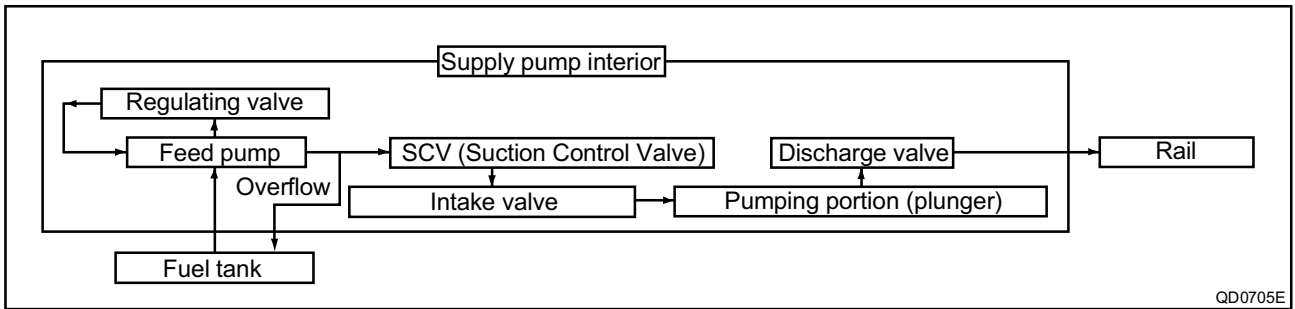 Supply pump interior
Regulating valve
Feed pump
SCV (Suction Control Valve)
Discharge valve
Rail
Overflow
Intake valve
Pumping portion (plunger)
Fuel tank
QD0705E